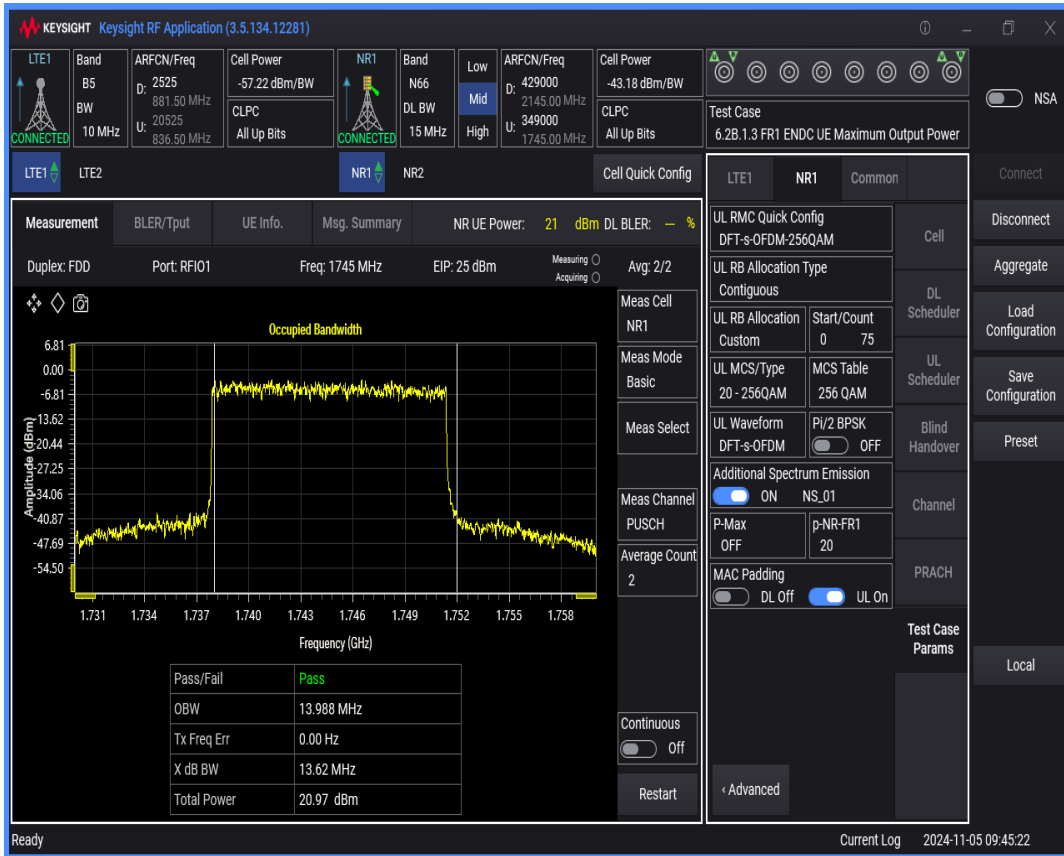 KEYSIGHT Keysight RF Application (3.5.134.12281)
LTE1
CONNECTED
Band
B5
BW
10 MHz
ARFCN/Freq
D: 2525
881.50 MHz
U: 20525
836.50 MHz
Cell Power
-57.22 dBm/BW
CLPC
All Up Bits
NR1
CONNECTED
Band
N66
DL BW
15 MHz
Low
Mid
High
ARFCN/Freq
D: 429000
2145.00 MHz
U: 349000
1745.00 MHz
Cell Power
-43.18 dBm/BW
CLPC
All Up Bits
Test Case
6.2B.1.3 FR1 ENDC UE Maximum Output Power
NSA
LTE1 LTE2 NR1 NR2 Cell Quick Config
Measurement BLER/Tput UE Info. Msg. Summary NR UE Power: 21 dBm DL BLER: — %
Duplex: FDD Port: RFIO1 Freq: 1745 MHz EIP: 25 dBm Measuring Acquiring Avg: 2/2
Occupied Bandwidth
Amplitude (dBm)
6.81
0.00
-6.81
-13.62
-20.44
-27.25
-34.06
-40.87
-47.69
-54.50
1.731 1.734 1.737 1.740 1.743 1.746 1.749 1.752 1.755 1.758
Frequency (GHz)
Pass/Fail Pass
OBW 13.988 MHz
Tx Freq Err 0.00 Hz
X dB BW 13.62 MHz
Total Power 20.97 dBm
Meas Cell
NR1
Meas Mode
Basic
Meas Select
Meas Channel
PUSCH
Average Count
2
Continuous
Off
Restart
LTE1 NR1 Common
UL RMC Quick Config
DFT-s-OFDM-256QAM
UL RB Allocation Type
Contiguous
UL RB Allocation Start/Count
Custom 0 75
UL MCS/Type MCS Table
20 - 256QAM 256 QAM
UL Waveform Pi/2 BPSK
DFT-s-OFDM OFF
Additional Spectrum Emission
ON NS_01
P-Max p-NR-FR1
OFF 20
MAC Padding
DL Off UL On
‹ Advanced
Cell
DL Scheduler
UL Scheduler
Blind Handover
Channel
PRACH
Test Case Params
Connect
Disconnect
Aggregate
Load Configuration
Save Configuration
Preset
Local
Ready Current Log 2024-11-05 09:45:22